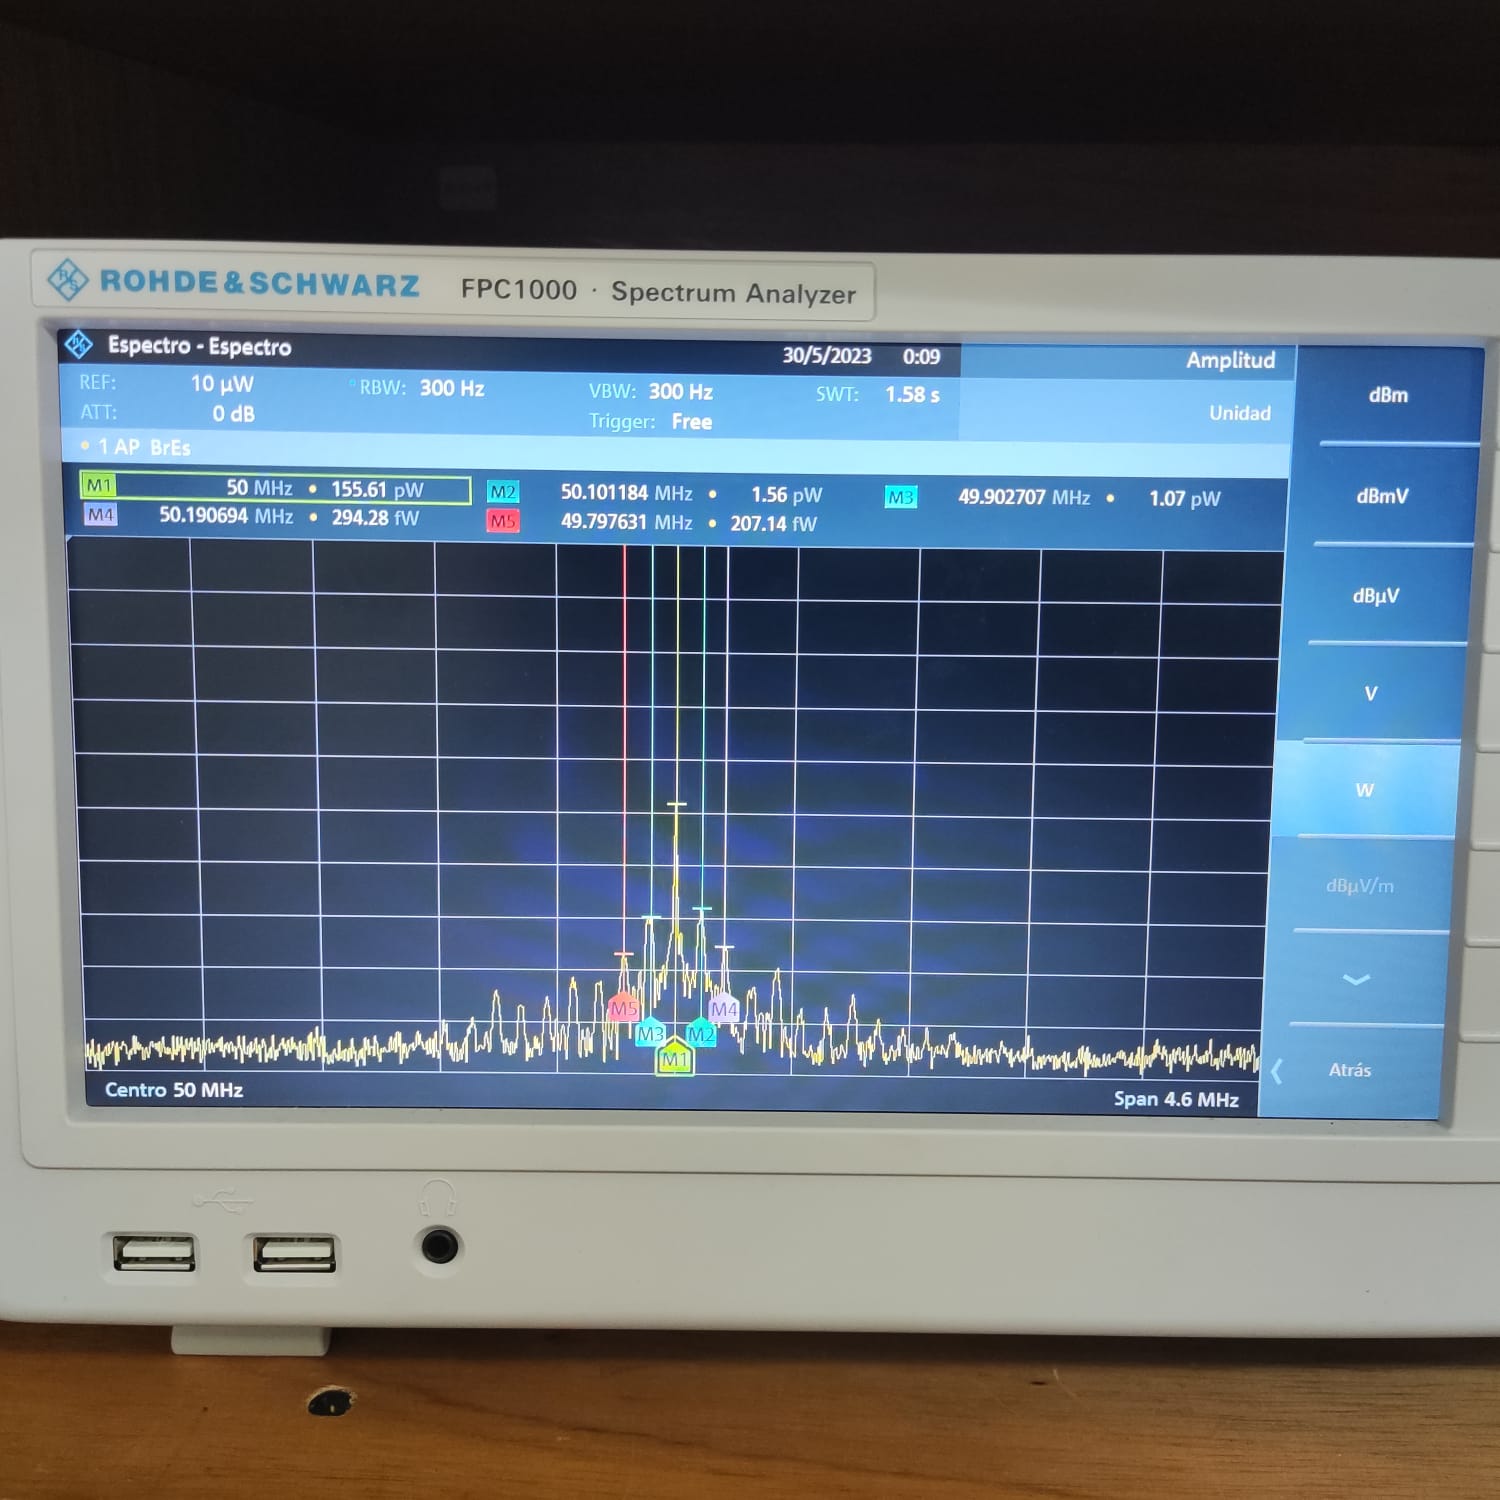 ROHDE & SCHWARZ FPC1000 · Spectrum Analyzer
Espectro - Espectro 30/5/2023 0:09 Amplitud
REF: 10 µW RBW: 300 Hz VBW: 300 Hz SWT: 1.58 s Unidad
ATT: 0 dB Trigger: Free
1 AP BrEs
M1 50 MHz • 155.61 pW M2 50.101184 MHz • 1.56 pW M3 49.902707 MHz • 1.07 pW
M4 50.190694 MHz • 294.28 fW M5 49.797631 MHz • 207.14 fW
dBm
dBmV
dBµV
V
W
dBµV/m
Atrás
M5 M4
M3 M2
M1
Centro 50 MHz Span 4.6 MHz